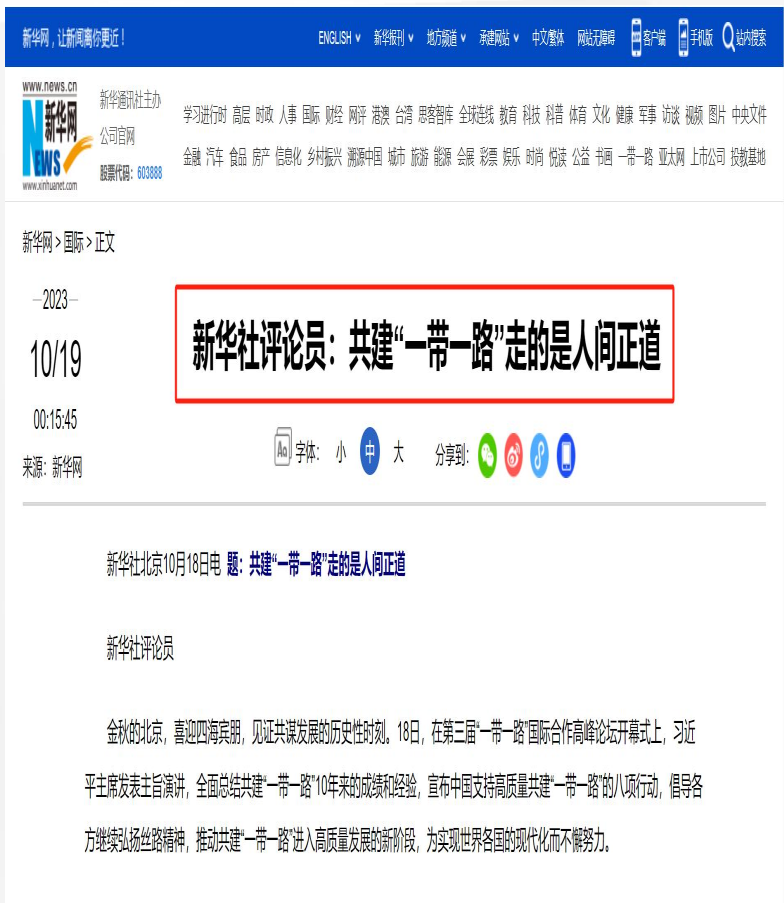 新华网，让新闻离你更近！
ENGLISH 新华报刊 地方频道 承建网站 中文繁体 网站无障碍 客户端 手机版 站内搜索
www.news.cn
新华网
NEWS
www.xinhuanet.com
新华通讯社主办
公司官网
股票代码：603888
学习进行时 高层 时政 人事 国际 财经 网评 港澳 台湾 思客智库 全球连线 教育 科技 科普 体育 文化 健康 军事 访谈 视频 图片 中央文件
金融 汽车 食品 房产 信息化 乡村振兴 溯源中国 城市 旅游 能源 会展 彩票 娱乐 时尚 悦读 公益 书画 一带一路 亚太网 上市公司 投教基地
新华网 > 国际 > 正文
2023
10/19
00:15:45
来源：新华网
新华社评论员：共建“一带一路”走的是人间正道
Aa 字体： 小 中 大 分享到：
新华社北京10月18日电 题：共建“一带一路”走的是人间正道
新华社评论员
金秋的北京，喜迎四海宾朋，见证共谋发展的历史性时刻。18日，在第三届“一带一路”国际合作高峰论坛开幕式上，习近
平主席发表主旨演讲，全面总结共建“一带一路”10年来的成绩和经验，宣布中国支持高质量共建“一带一路”的八项行动，倡导各
方继续弘扬丝路精神，推动共建“一带一路”进入高质量发展的新阶段，为实现世界各国的现代化而不懈努力。